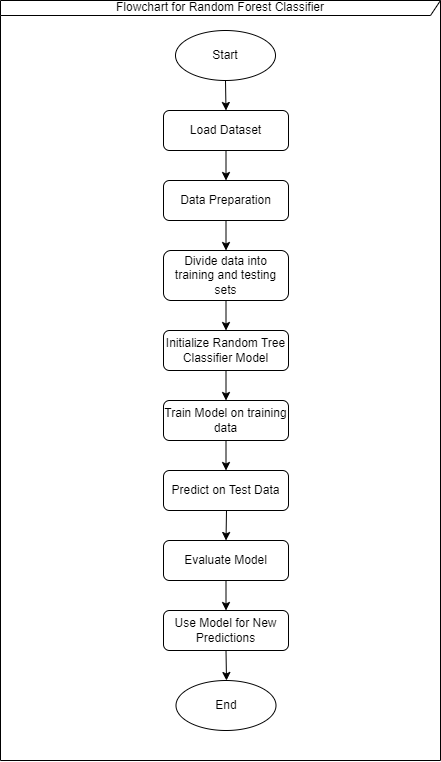 Flowchart for Random Forest Classifier
Start
Load Dataset
Data Preparation
Divide data into
training and testing
sets
Initialize Random Tree
Classifier Model
Train Model on training
data
Predict on Test Data
Evaluate Model
Use Model for New
Predictions
End